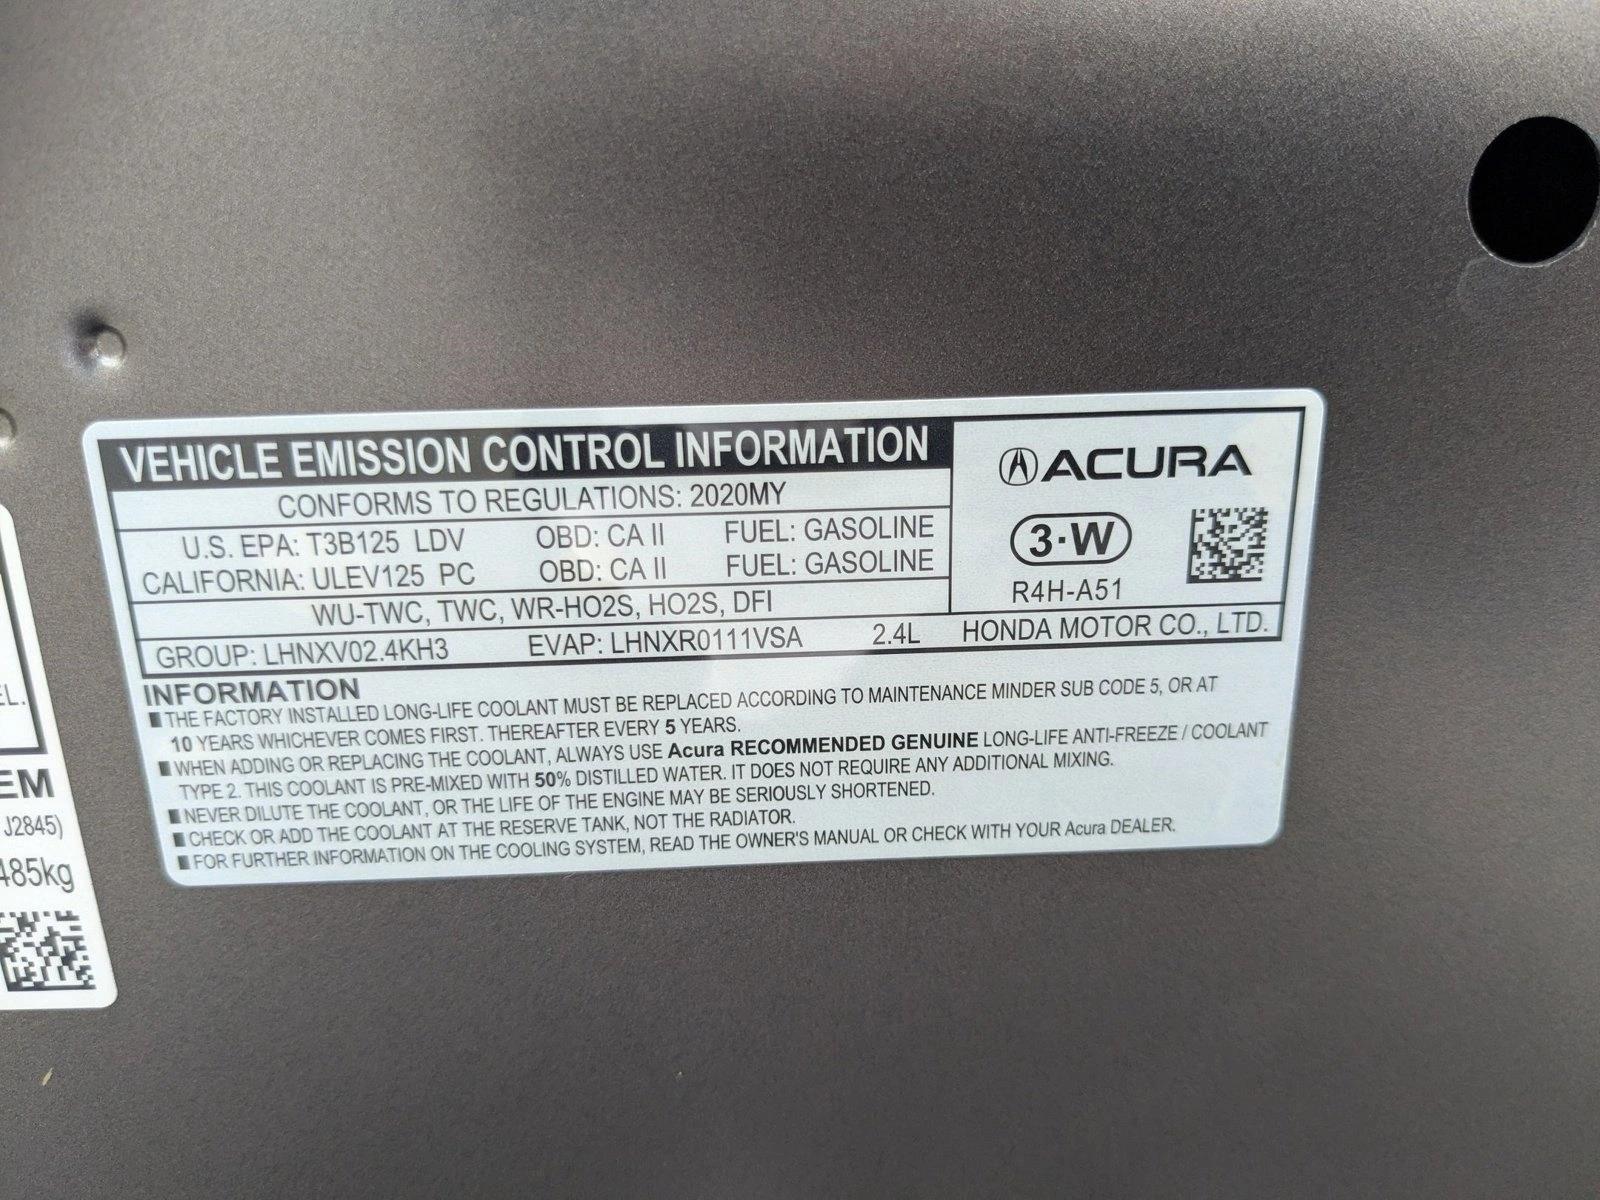 VEHICLE EMISSION CONTROL INFORMATION
CONFORMS TO REGULATIONS: 2020MY
U.S. EPA: T3B125 LDV OBD: CA II FUEL: GASOLINE
CALIFORNIA: ULEV125 PC OBD: CA II FUEL: GASOLINE
WU-TWC, TWC, WR-HO2S, HO2S, DFI
GROUP: LHNXV02.4KH3 EVAP: LHNXR0111VSA 2.4L HONDA MOTOR CO., LTD.
ACURA
3·W
R4H-A51
INFORMATION
■ THE FACTORY INSTALLED LONG-LIFE COOLANT MUST BE REPLACED ACCORDING TO MAINTENANCE MINDER SUB CODE 5, OR AT
10 YEARS WHICHEVER COMES FIRST. THEREAFTER EVERY 5 YEARS.
■ WHEN ADDING OR REPLACING THE COOLANT, ALWAYS USE Acura RECOMMENDED GENUINE LONG-LIFE ANTI-FREEZE / COOLANT
TYPE 2. THIS COOLANT IS PRE-MIXED WITH 50% DISTILLED WATER. IT DOES NOT REQUIRE ANY ADDITIONAL MIXING.
■ NEVER DILUTE THE COOLANT, OR THE LIFE OF THE ENGINE MAY BE SERIOUSLY SHORTENED.
■ CHECK OR ADD THE COOLANT AT THE RESERVE TANK, NOT THE RADIATOR.
■ FOR FURTHER INFORMATION ON THE COOLING SYSTEM, READ THE OWNER'S MANUAL OR CHECK WITH YOUR Acura DEALER.
EL.
EM
J2845)
485kg